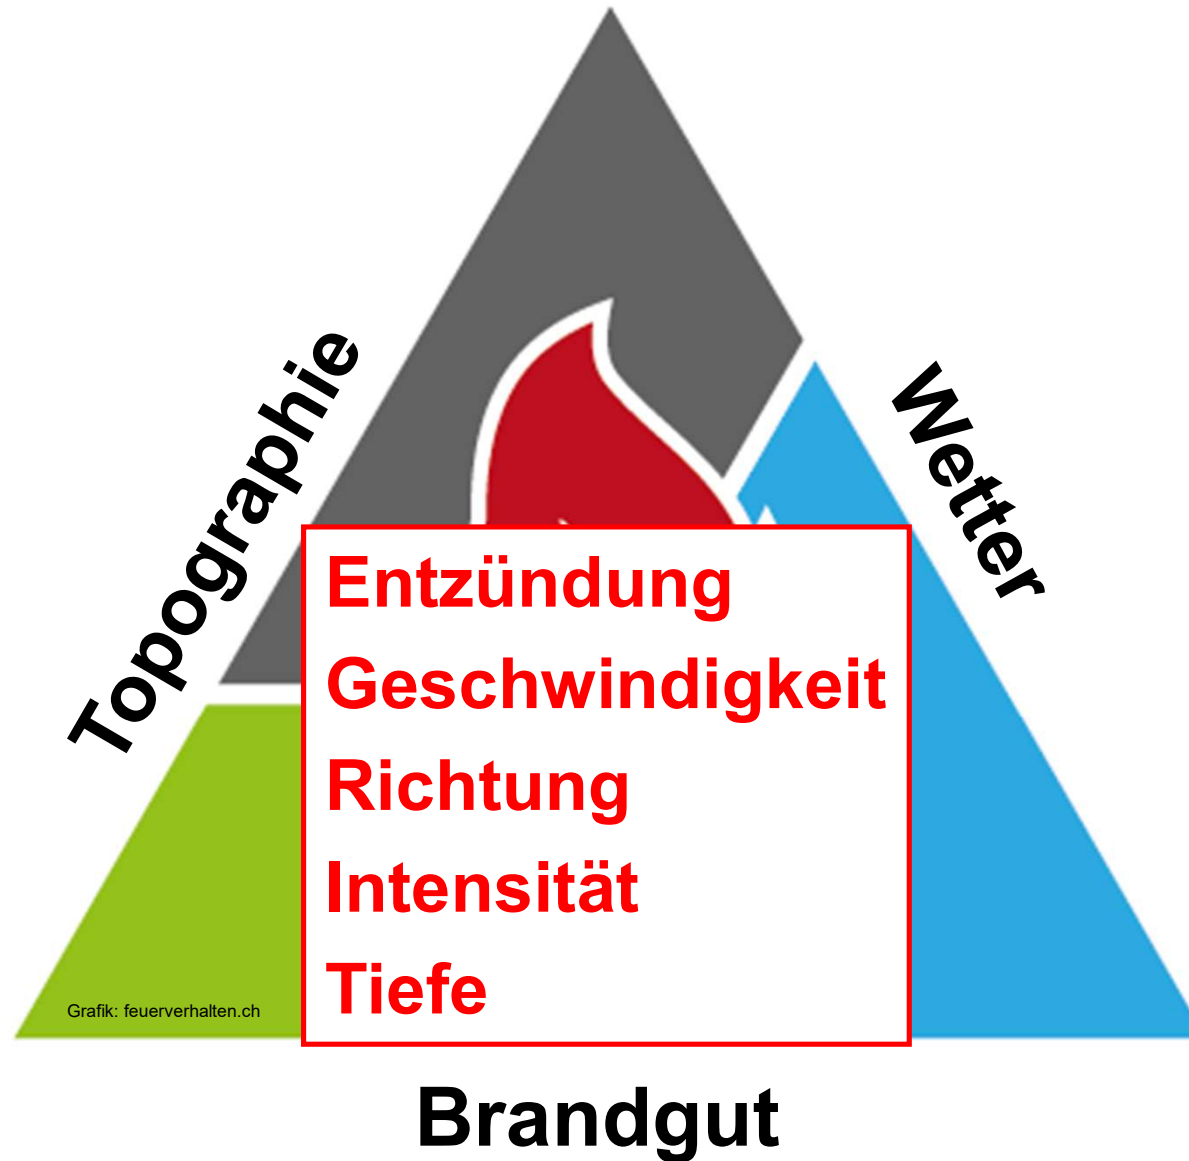 Topographie
Wetter
Entzündung
Geschwindigkeit
Richtung
Intensität
Tiefe
Grafik: feuerverhalten.ch
Brandgut